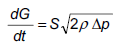 dG/dt = S√2ρ Δp